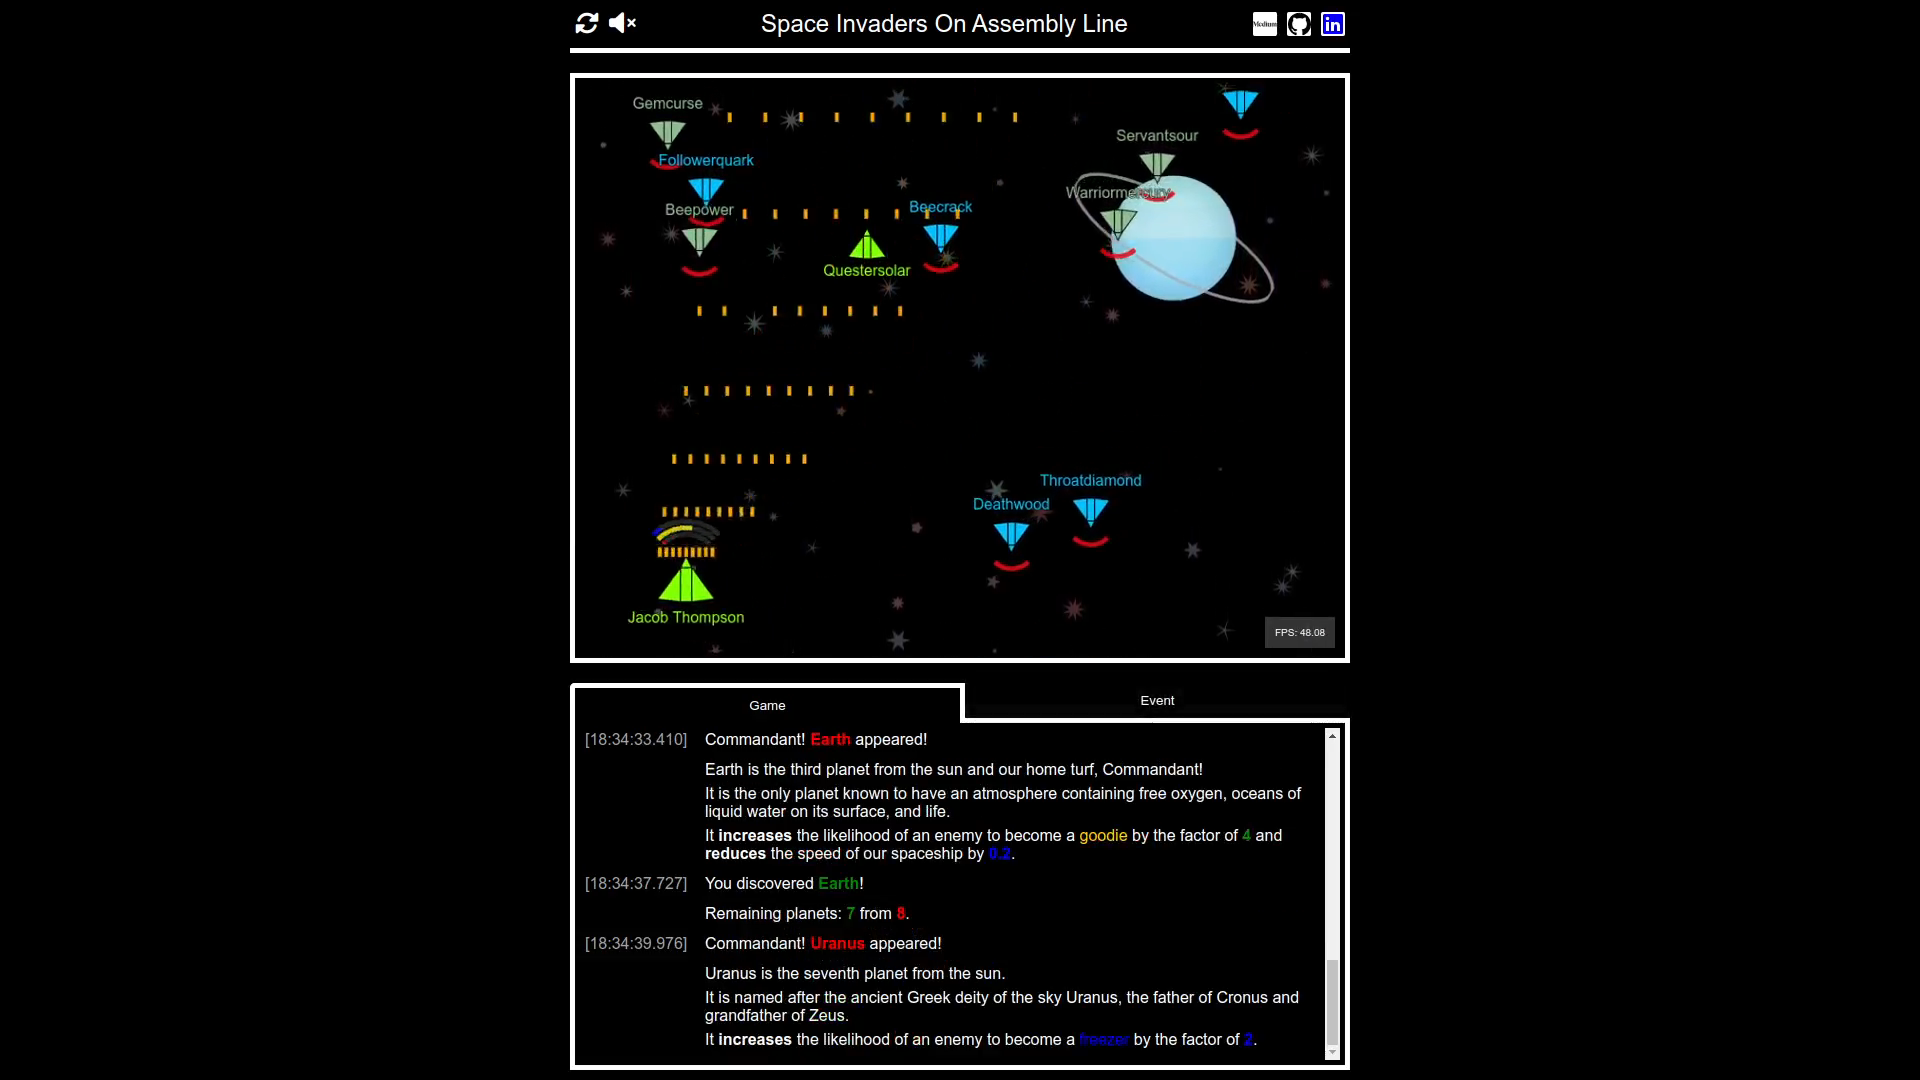 Space Invaders On Assembly Line
Medium
in
Gemcurse
Servantsour
Followerquark
Warriormercury
Beepower
Beecrack
Questersolar
Throatdiamond
Deathwood
Jacob Thompson
FPS: 48.08
Game
Event
[18:34:33.410] Commandant! Earth appeared!
Earth is the third planet from the sun and our home turf, Commandant!
It is the only planet known to have an atmosphere containing free oxygen, oceans of
liquid water on its surface, and life.
It increases the likelihood of an enemy to become a goodie by the factor of 4 and
reduces the speed of our spaceship by 0.2.
[18:34:37.727] You discovered Earth!
Remaining planets: 7 from 8.
[18:34:39.976] Commandant! Uranus appeared!
Uranus is the seventh planet from the sun.
It is named after the ancient Greek deity of the sky Uranus, the father of Cronus and
grandfather of Zeus.
It increases the likelihood of an enemy to become a freezer by the factor of 2.